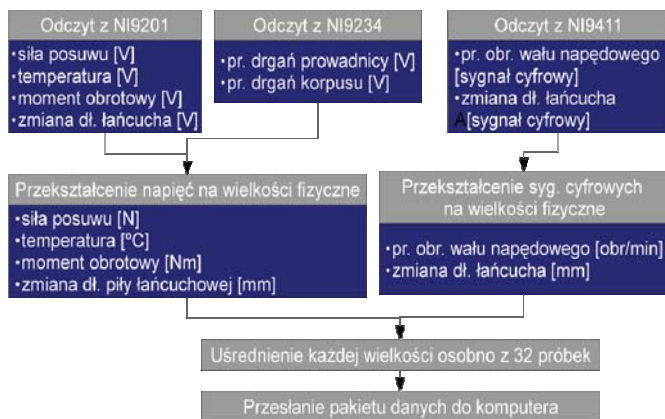 Odczyt z NI9201
•siła posuwu [V]
•temperatura [V]
•moment obrotowy [V]
•zmiana dł. łańcucha [V]
Odczyt z NI9234
•pr. drgań prowadnicy [V]
•pr. drgań korpusu [V]
Odczyt z NI9411
•pr. obr. wału napędowego
[sygnał cyfrowy]
•zmiana dł. łańcucha
A[sygnał cyfrowy]
Przekształcenie napięć na wielkości fizyczne
•siła posuwu [N]
•temperatura [ºC]
•moment obrotowy [Nm]
•zmiana dł. piły łańcuchowej [mm]
Przekształcenie syg. cyfrowych
na wielkości fizyczne
•pr. obr. wału napędowego [obr/min]
•zmiana dł. łańcucha [mm]
Uśrednienie każdej wielkości osobno z 32 próbek
Przesłanie pakietu danych do komputera